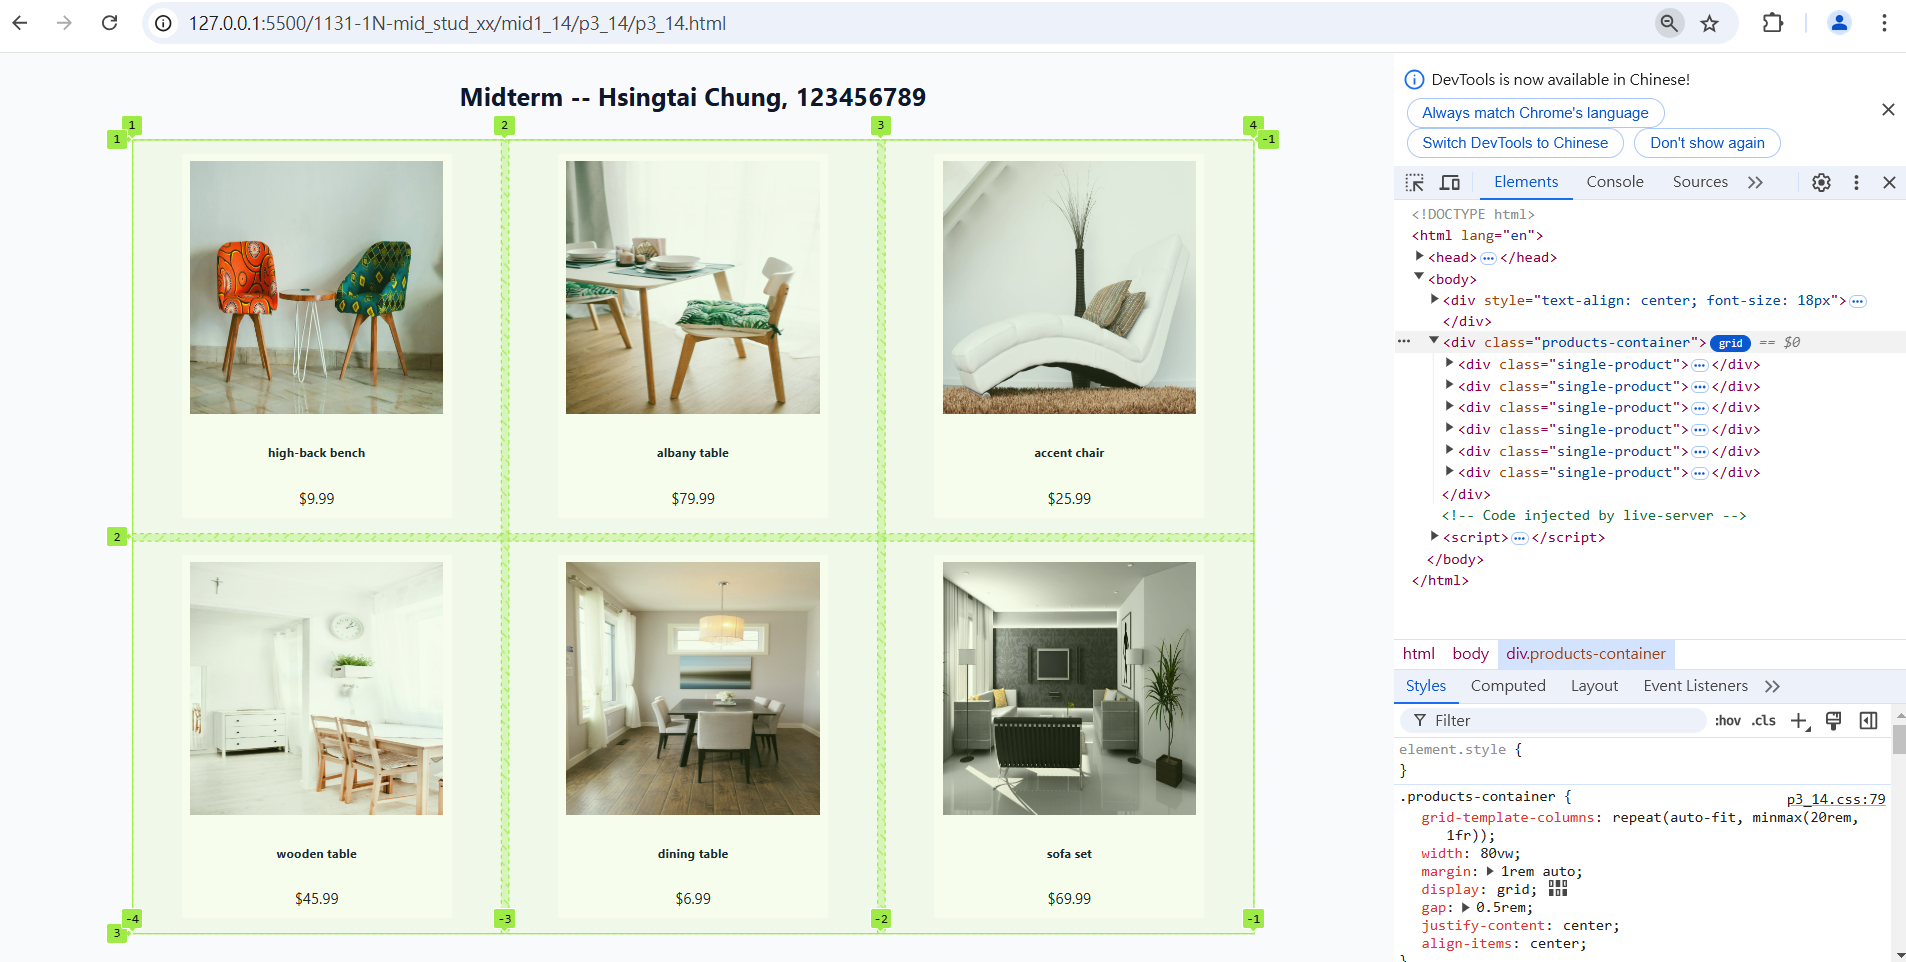 127.0.0.1:5500/1131-1N-mid_stud_xx/mid1_14/p3_14/p3_14.html
Midterm -- Hsingtai Chung, 123456789
1 2 3 4
1 -1
high-back bench albany table accent chair
$9.99 $79.99 $25.99
2
wooden table dining table sofa set
$45.99 $6.99 $69.99
-4 -3 -2 -1
3
DevTools is now available in Chinese!
Always match Chrome's language
Switch DevTools to Chinese Don't show again
Elements Console Sources
<!DOCTYPE html>
<html lang="en">
<head> ••• </head>
<body>
<div style="text-align: center; font-size: 18px"> •••
</div>
••• <div class="products-container"> grid == $0
<div class="single-product"> ••• </div>
<div class="single-product"> ••• </div>
<div class="single-product"> ••• </div>
<div class="single-product"> ••• </div>
<div class="single-product"> ••• </div>
<div class="single-product"> ••• </div>
</div>
<!-- Code injected by live-server -->
<script> ••• </script>
</body>
</html>
html body div.products-container
Styles Computed Layout Event Listeners
Filter :hov .cls
element.style {
}
.products-container { p3_14.css:79
grid-template-columns: repeat(auto-fit, minmax(20rem,
1fr));
width: 80vw;
margin: 1rem auto;
display: grid;
gap: 0.5rem;
justify-content: center;
align-items: center;
}